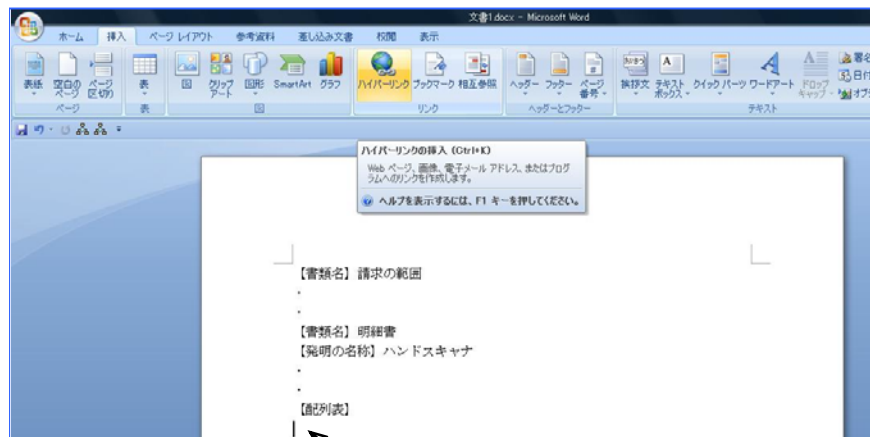 文書1.docx - Microsoft Word
ホーム 挿入 ページ レイアウト 参考資料 差し込み文書 校閲 表示
表紙 空白のページ ページ区切り 表 図 クリップアート 図形 SmartArt グラフ ハイパーリンク ブックマーク 相互参照 ヘッダー フッター ページ番号 挨拶文 テキストボックス クイック パーツ ワードアート ドロップキャップ
ページ 表 図 リンク ヘッダーとフッター テキスト
ハイパーリンクの挿入 (Ctrl+K)
Web ページ、画像、電子メール アドレス、またはプログ
ラムへのリンクを作成します。
ヘルプを表示するには、F1 キーを押してください。
【書類名】請求の範囲
・
・
【書類名】明細書
【発明の名称】ハンドスキャナ
・
・
【配列表】